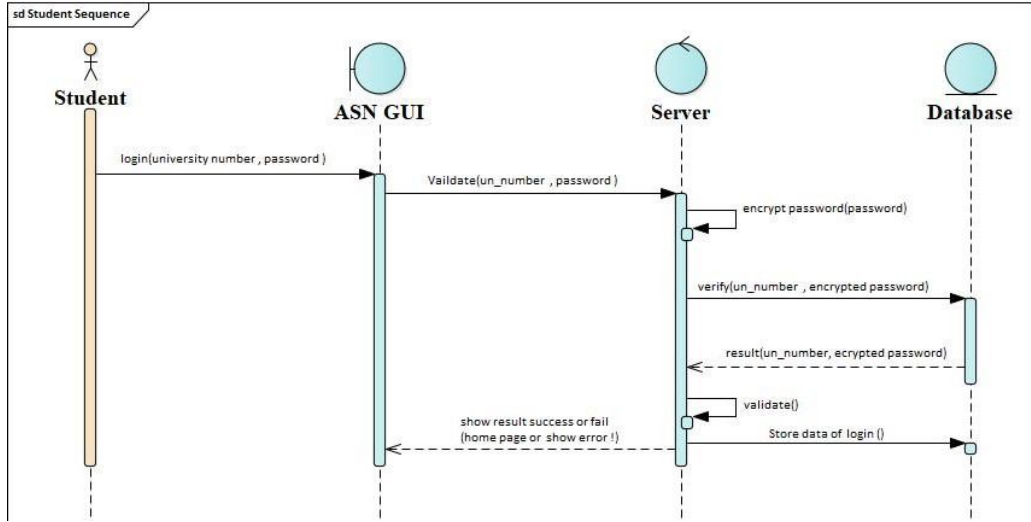 sd Student Sequence
Student
ASN GUI
Server
Database
login(university number , password )
Vaildate(un_number , password )
encrypt password(password)
verify(un_number , encrypted password)
result(un_number, ecrypted password)
validate()
show result success or fail
(home page or show error !)
Store data of login ()